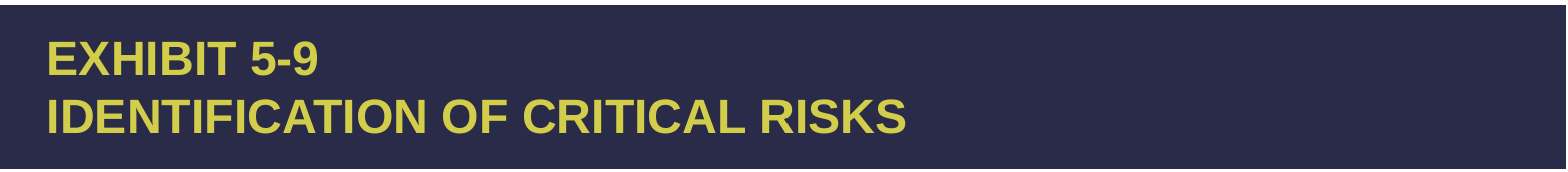 EXHIBIT 5-9
IDENTIFICATION OF CRITICAL RISKS